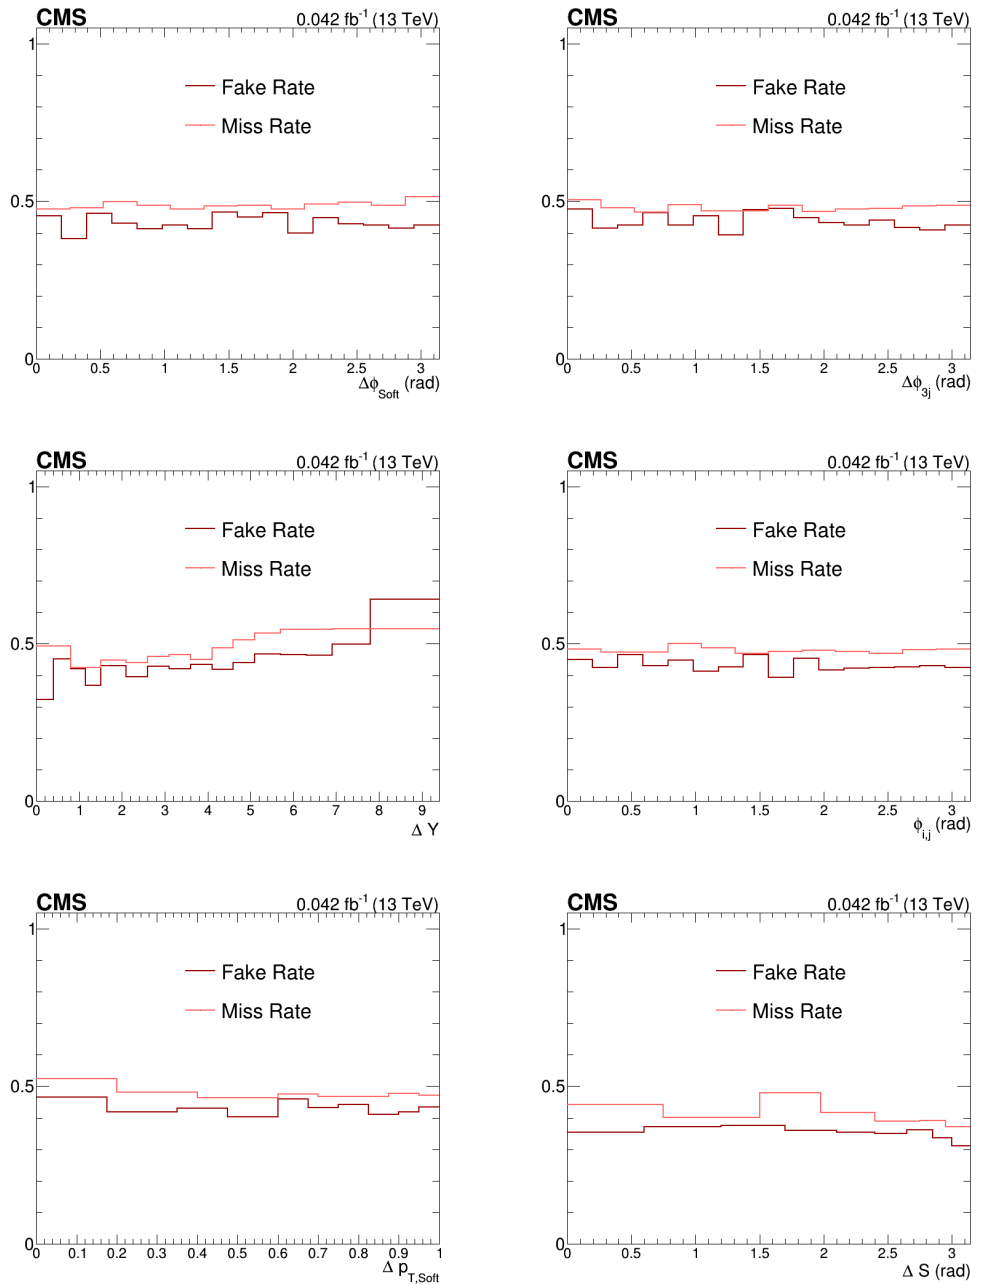 CMS 0.042 fb⁻¹ (13 TeV)
1
Fake Rate
Miss Rate
0.5
0
0 0.5 1 1.5 2 2.5 3
Δϕ_Soft (rad)
CMS 0.042 fb⁻¹ (13 TeV)
1
Fake Rate
Miss Rate
0.5
0
0 0.5 1 1.5 2 2.5 3
Δϕ_3j (rad)
CMS 0.042 fb⁻¹ (13 TeV)
1
Fake Rate
Miss Rate
0.5
0
0 1 2 3 4 5 6 7 8 9
Δ Y
CMS 0.042 fb⁻¹ (13 TeV)
1
Fake Rate
Miss Rate
0.5
0
0 0.5 1 1.5 2 2.5 3
ϕ_i,j (rad)
CMS 0.042 fb⁻¹ (13 TeV)
1
Fake Rate
Miss Rate
0.5
0
0 0.1 0.2 0.3 0.4 0.5 0.6 0.7 0.8 0.9 1
Δ p_T,Soft
CMS 0.042 fb⁻¹ (13 TeV)
1
Fake Rate
Miss Rate
0.5
0
0 0.5 1 1.5 2 2.5 3
Δ S (rad)